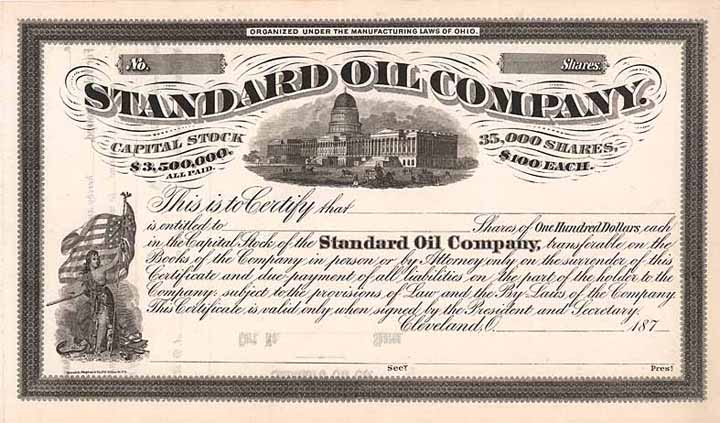 ORGANIZED UNDER THE MANUFACTURING LAWS OF OHIO.
No.
Shares.
STANDARD OIL COMPANY.
CAPITAL STOCK
$3,500,000.
ALL PAID.
35,000 SHARES,
$100 EACH.
This is to Certify that
is entitled to Shares of One Hundred Dollars, each
in the Capital Stock of the Standard Oil Company, transferable on the
Books of the Company in person or by Attorney only on the surrender of this
Certificate and due payment of all liabilities on the part of the holder to the
Company: subject to the provisions of Law and the By Laws of the Company.
This Certificate is valid only when signed by the President and Secretary.
Cleveland, O. 187
Secy
Prest